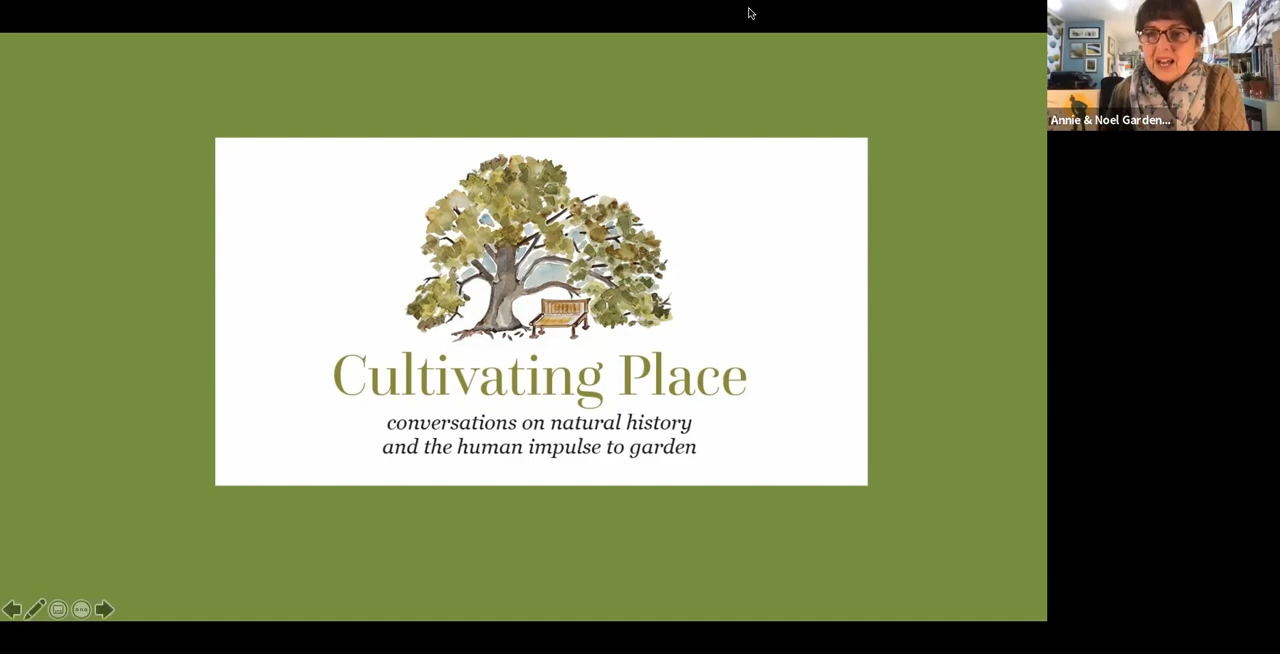 Annie & Noel Garden...
Cultivating Place
conversations on natural history
and the human impulse to garden